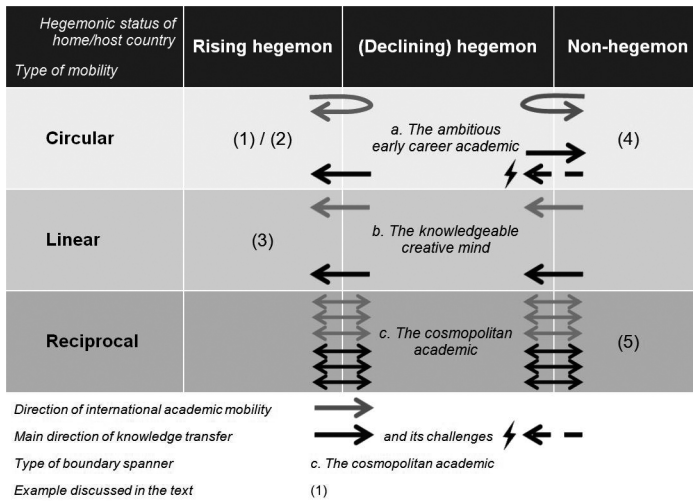 Hegemonic status of
home/host country
Type of mobility
Rising hegemon
(Declining) hegemon
Non-hegemon
Circular
(1) / (2)
a. The ambitious
early career academic
(4)
Linear
(3)
b. The knowledgeable
creative mind
Reciprocal
c. The cosmopolitan
academic
(5)
Direction of international academic mobility
Main direction of knowledge transfer
and its challenges
Type of boundary spanner
c. The cosmopolitan academic
Example discussed in the text
(1)